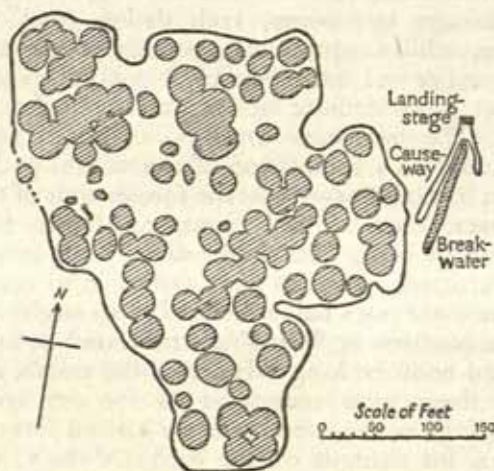 Landing-
stage
Cause-
way
Break-
water
N
Scale of Feet
0 50 100 150